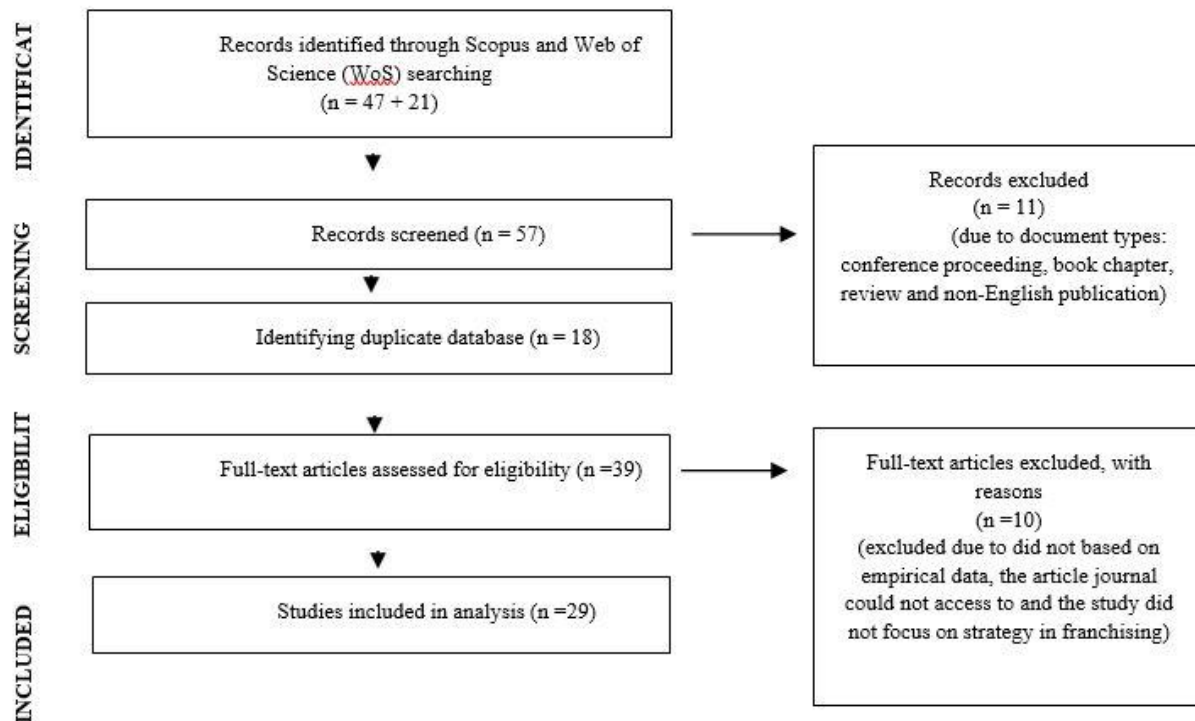 IDENTIFICAT
Records identified through Scopus and Web of
Science (WoS) searching
(n = 47 + 21)
SCREENING
Records screened (n = 57)
Records excluded
(n = 11)
(due to document types:
conference proceeding, book chapter,
review and non-English publication)
Identifying duplicate database (n = 18)
ELIGIBILIT
Full-text articles assessed for eligibility (n =39)
Full-text articles excluded, with
reasons
(n =10)
(excluded due to did not based on
empirical data, the article journal
could not access to and the study did
not focus on strategy in franchising)
INCLUDED
Studies included in analysis (n =29)